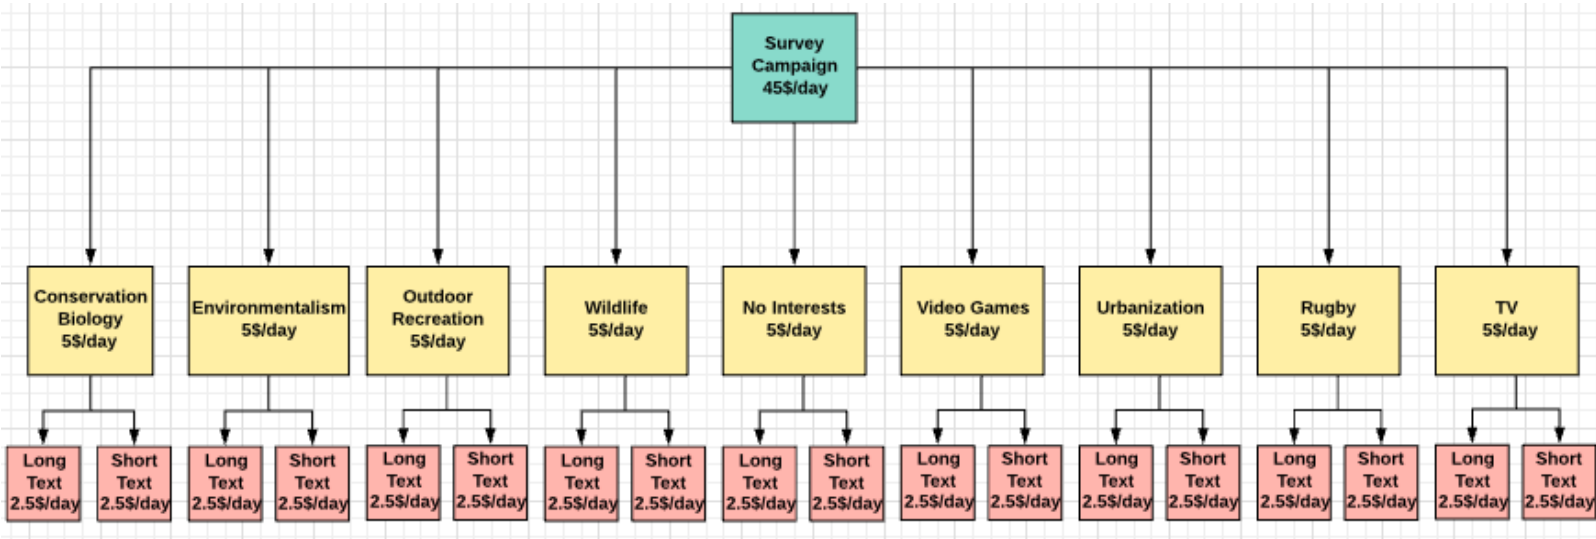 Survey
Campaign
45$/day
Conservation
Biology
5$/day
Environmentalism
5$/day
Outdoor
Recreation
5$/day
Wildlife
5$/day
No Interests
5$/day
Video Games
5$/day
Urbanization
5$/day
Rugby
5$/day
TV
5$/day
Long
Text
2.5$/day
Short
Text
2.5$/day
Long
Text
2.5$/day
Short
Text
2.5$/day
Long
Text
2.5$/day
Short
Text
2.5$/day
Long
Text
2.5$/day
Short
Text
2.5$/day
Long
Text
2.5$/day
Short
Text
2.5$/day
Long
Text
2.5$/day
Short
Text
2.5$/day
Long
Text
2.5$/day
Short
Text
2.5$/day
Long
Text
2.5$/day
Short
Text
2.5$/day
Long
Text
2.5$/day
Short
Text
2.5$/day